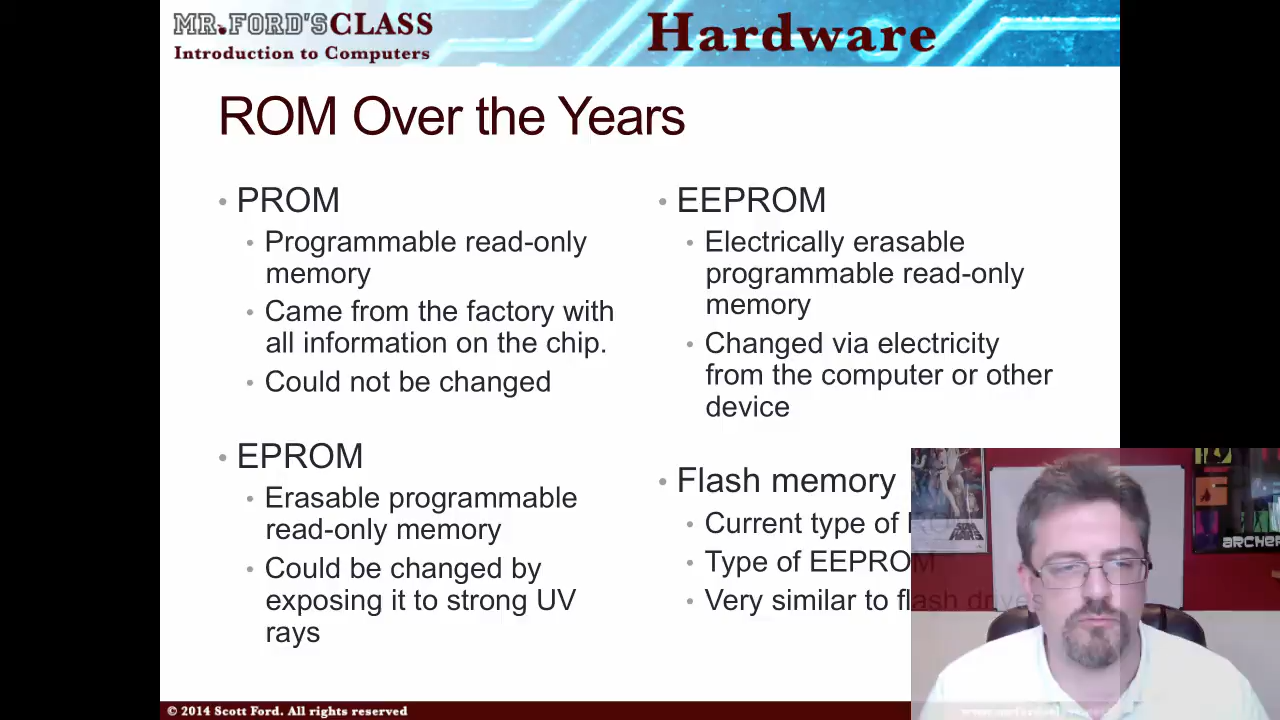 MR.FORD'S CLASS
Introduction to Computers
Hardware
ROM Over the Years
• PROM
• Programmable read-only
memory
• Came from the factory with
all information on the chip.
• Could not be changed
• EPROM
• Erasable programmable
read-only memory
• Could be changed by
exposing it to strong UV
rays
• EEPROM
• Electrically erasable
programmable read-only
memory
• Changed via electricity
from the computer or other
device
• Flash memory
• Current type of ROM
• Type of EEPROM
• Very similar to flash drives
STAR
WARS
ARCHER
© 2014 Scott Ford. All rights reserved